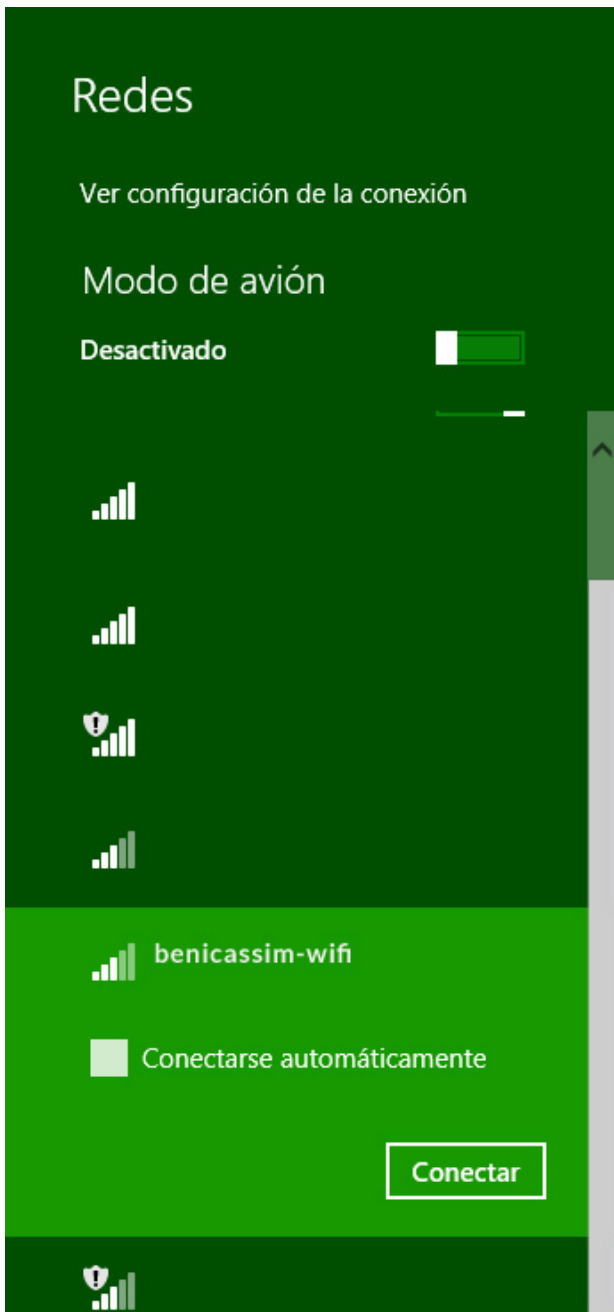 Redes
Ver configuración de la conexión
Modo de avión
Desactivado
benicassim-wifi
Conectarse automáticamente
Conectar